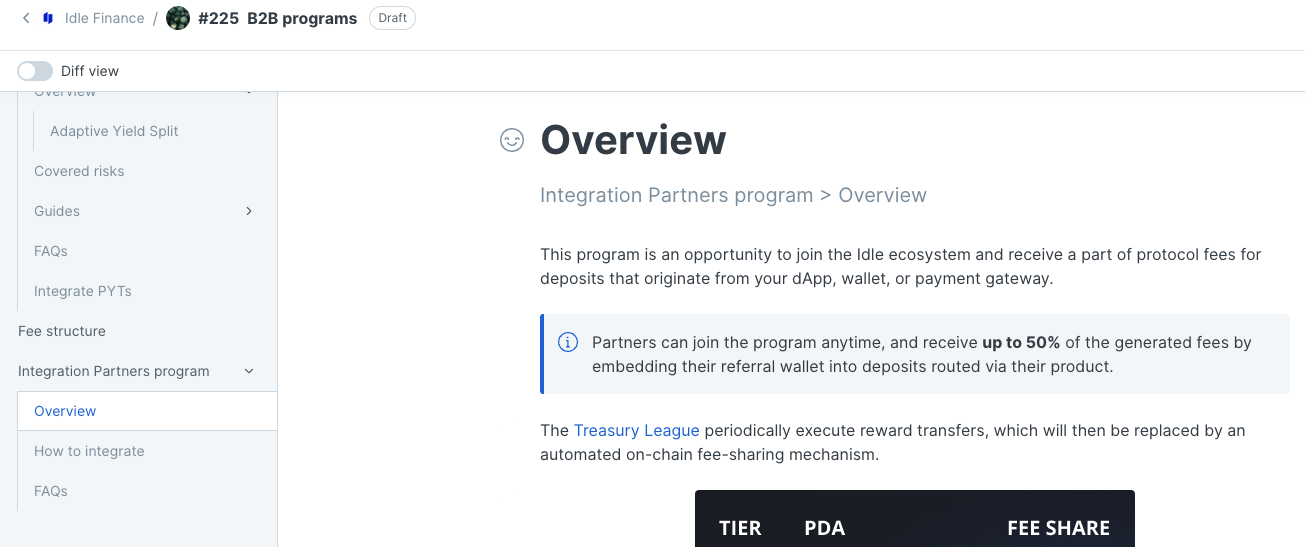 Idle Finance / #225 B2B programs Draft
Diff view
Overview
Adaptive Yield Split
Covered risks
Guides
FAQs
Integrate PYTs
Fee structure
Integration Partners program
Overview
How to integrate
FAQs
Overview
Integration Partners program > Overview
This program is an opportunity to join the Idle ecosystem and receive a part of protocol fees for
deposits that originate from your dApp, wallet, or payment gateway.
Partners can join the program anytime, and receive up to 50% of the generated fees by
embedding their referral wallet into deposits routed via their product.
The Treasury League periodically execute reward transfers, which will then be replaced by an
automated on-chain fee-sharing mechanism.
TIER PDA FEE SHARE